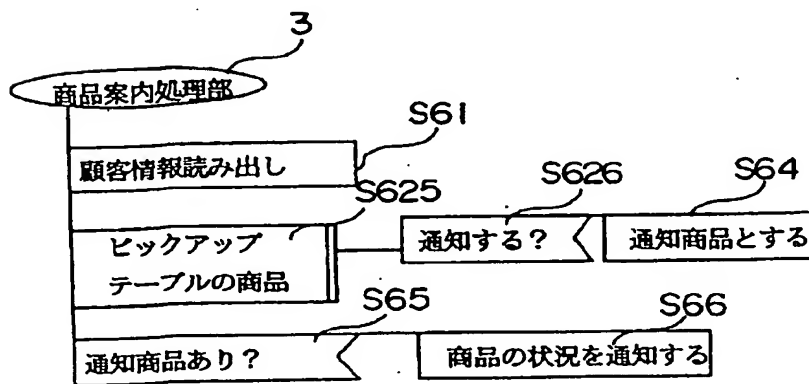 3
商品案内処理部
S61
顧客情報読み出し
S625
S626
S64
ピックアップ
テーブルの商品
通知する?
通知商品とする
S65
S66
通知商品あり?
商品の状況を通知する